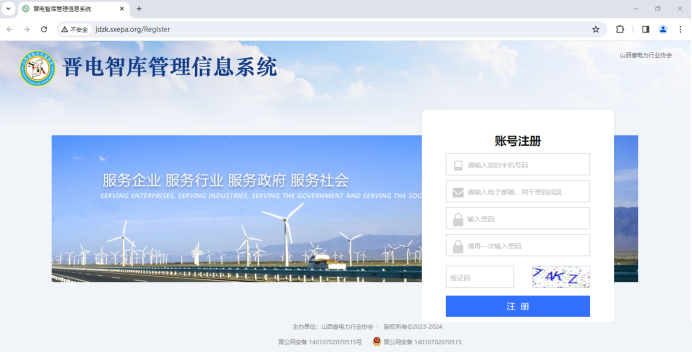 晋电智库管理信息系统
不安全 jdzk.sxepa.org/Register
晋电智库管理信息系统
山西省电力行业协会
账号注册
请输入您的手机号码
请输入电子邮箱，用于密码找回
输入密码
请再一次输入密码
验证码
7AKZ
注 册
服务企业 服务行业 服务政府 服务社会
SERVING ENTERPRISES, SERVING INDUSTRIES, SERVING THE GOVERNMENT AND SERVING THE SOC
主办单位：山西省电力行业协会 | 版权所有©2023-2024
晋公网安备 14010702070515号 晋公网安备 14010702070515